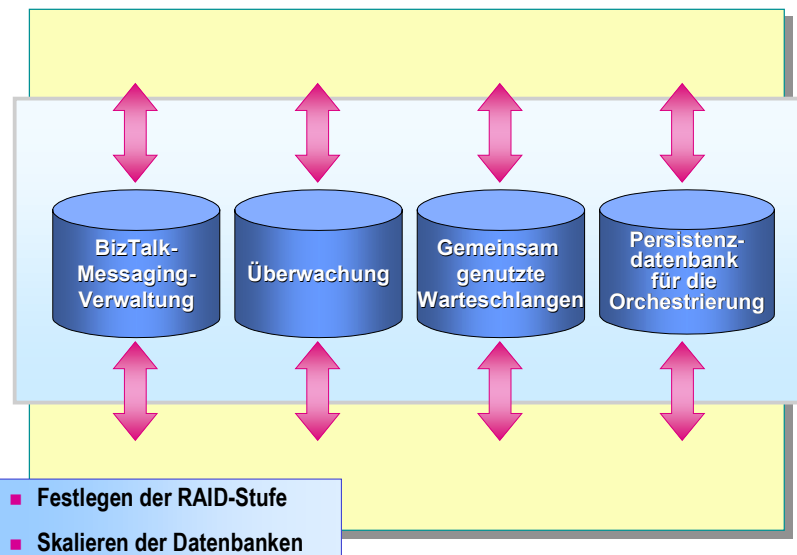 BizTalk-
Messaging-
Verwaltung
Überwachung
Gemeinsam
genutzte
Warteschlangen
Persistenz-
datenbank
für die
Orchestrierung
Festlegen der RAID-Stufe
Skalieren der Datenbanken